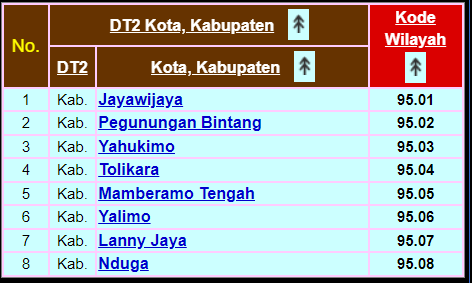 No.
DT2 Kota, Kabupaten
Kode
Wilayah
DT2 Kota, Kabupaten
1 Kab. Jayawijaya 95.01
2 Kab. Pegunungan Bintang 95.02
3 Kab. Yahukimo 95.03
4 Kab. Tolikara 95.04
5 Kab. Mamberamo Tengah 95.05
6 Kab. Yalimo 95.06
7 Kab. Lanny Jaya 95.07
8 Kab. Nduga 95.08